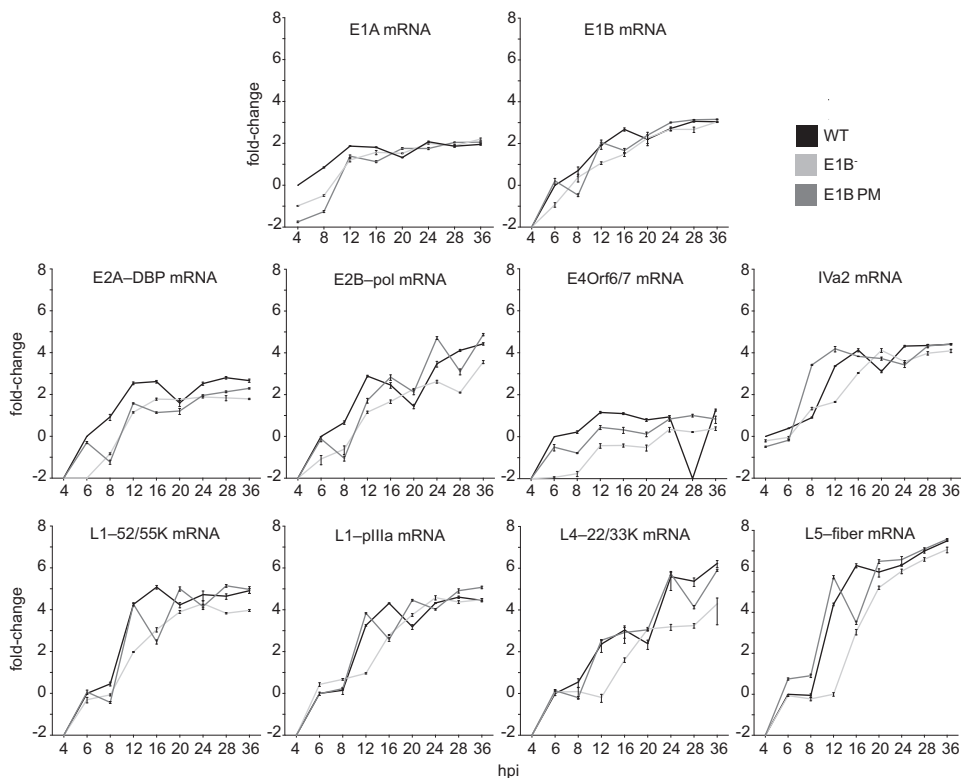 E1A mRNA
8
6
4
2
0
-2
fold-change
4 8 12 16 20 24 28 36
E1B mRNA
8
6
4
2
0
-2
4 6 8 12 16 20 24 28 36
WT
E1B-
E1B PM
E2A–DBP mRNA
8
6
4
2
0
-2
fold-change
4 6 8 12 16 20 24 28 36
E2B–pol mRNA
8
6
4
2
0
-2
4 6 8 12 16 20 24 28 36
E4Orf6/7 mRNA
8
6
4
2
0
-2
4 6 8 12 16 20 24 28 36
IVa2 mRNA
8
6
4
2
0
-2
4 6 8 12 16 20 24 28 36
L1–52/55K mRNA
8
6
4
2
0
-2
fold-change
4 6 8 12 16 20 24 28 36
L1–pIIIa mRNA
8
6
4
2
0
-2
4 6 8 12 16 20 24 28 36
L4–22/33K mRNA
8
6
4
2
0
-2
4 6 8 12 16 20 24 28 36
L5–fiber mRNA
8
6
4
2
0
-2
4 6 8 12 16 20 24 28 36
hpi